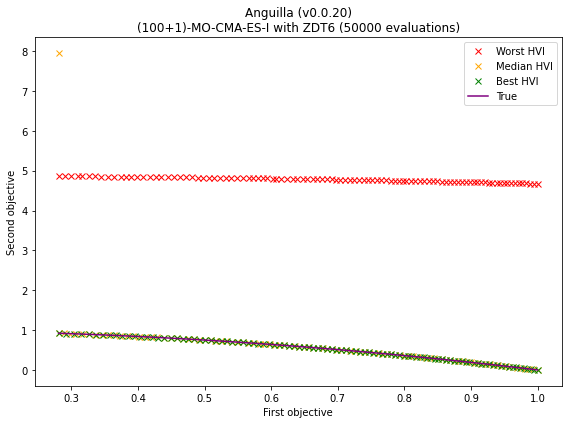 Anguilla (v0.0.20)
(100+1)-MO-CMA-ES-I with ZDT6 (50000 evaluations)
Worst HVI
Median HVI
Best HVI
True
Second objective
8
7
6
5
4
3
2
1
0
0.3 0.4 0.5 0.6 0.7 0.8 0.9 1.0
First objective